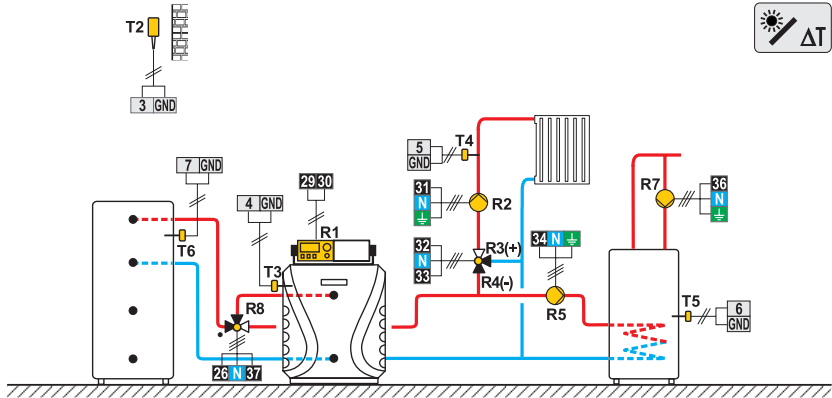 T2
ΔT
3 GND
5
GND
T4
7 GND
29 30
4 GND
31
N
R2
R7
36
N
R1
32
N
33
R3(+)
34 N
T6
T3
R4(-)
R8
R5
T5
6
GND
26 N 37